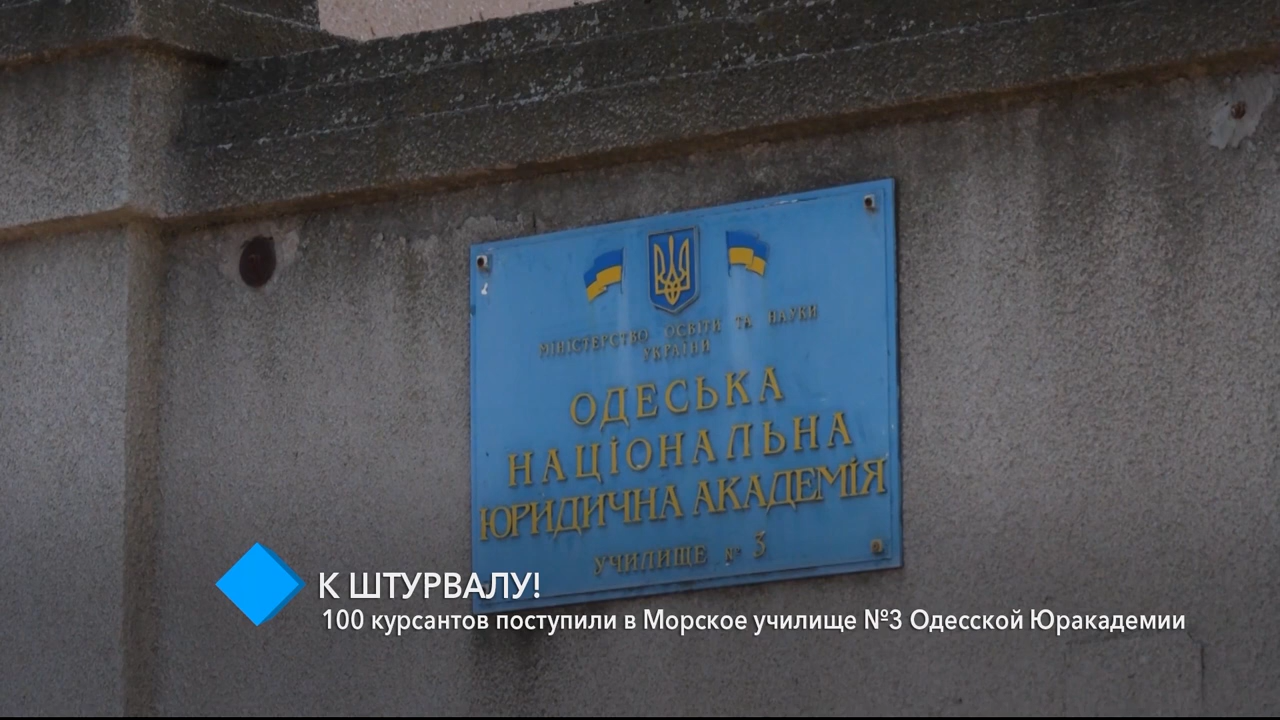 МІНІСТЕРСТВО ОСВІТИ ТА НАУКИ
УКРАЇНИ
ОДЕСЬКА
НАЦІОНАЛЬНА
ЮРИДИЧНА АКАДЕМІЯ
УЧИЛИЩЕ № 3
К ШТУРВАЛУ!
100 курсантов поступили в Морское училище №3 Одесской Юракадемии